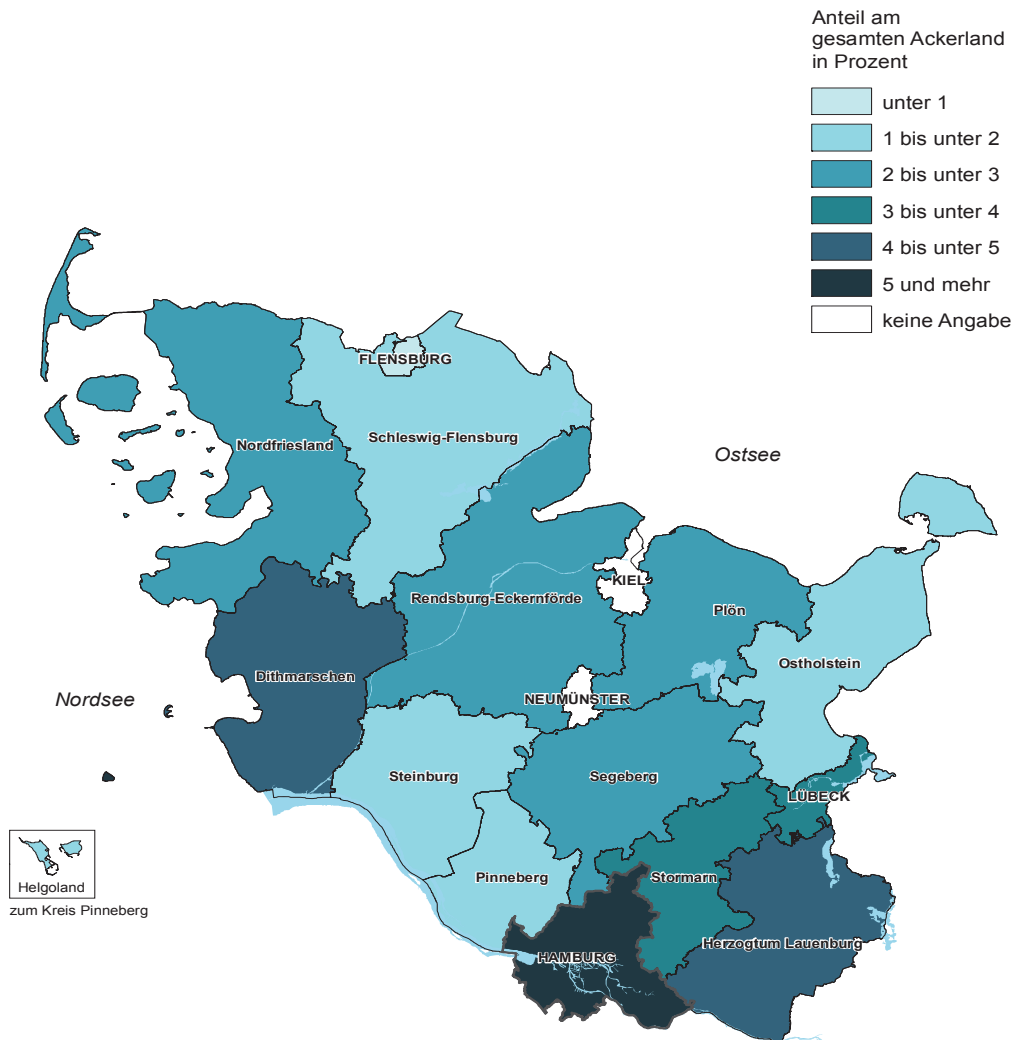 Anteil am
gesamten Ackerland
in Prozent
unter 1
1 bis unter 2
2 bis unter 3
3 bis unter 4
4 bis unter 5
5 und mehr
keine Angabe
FLENSBURG
Schleswig-Flensburg
Nordfriesland
Ostsee
KIEL
Rendsburg-Eckernförde
Plön
Ostholstein
Dithmarschen
Nordsee
NEUMÜNSTER
Steinburg
Segeberg
LÜBECK
Pinneberg
Stormarn
Helgoland
zum Kreis Pinneberg
Herzogtum Lauenburg
HAMBURG